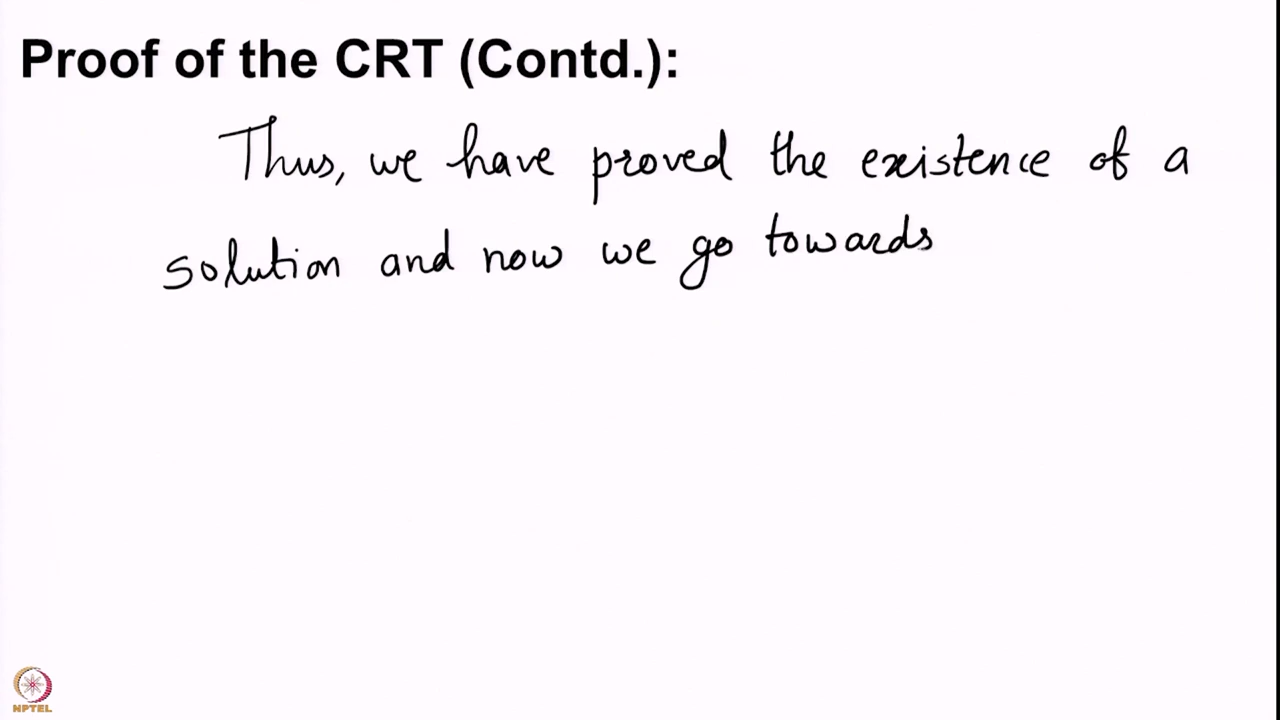 Proof of the CRT (Contd.):
Thus, we have proved the existence of a
solution and now we go towards
NPTEL